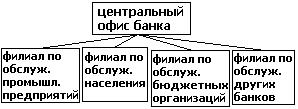 центральный
офис банка
филиал по
обслуж.
промышл.
предприятий
филиал по
обслуж.
населения
филиал по
обслуж.
бюджетных
организаций
филиал по
обслуж.
других
банков